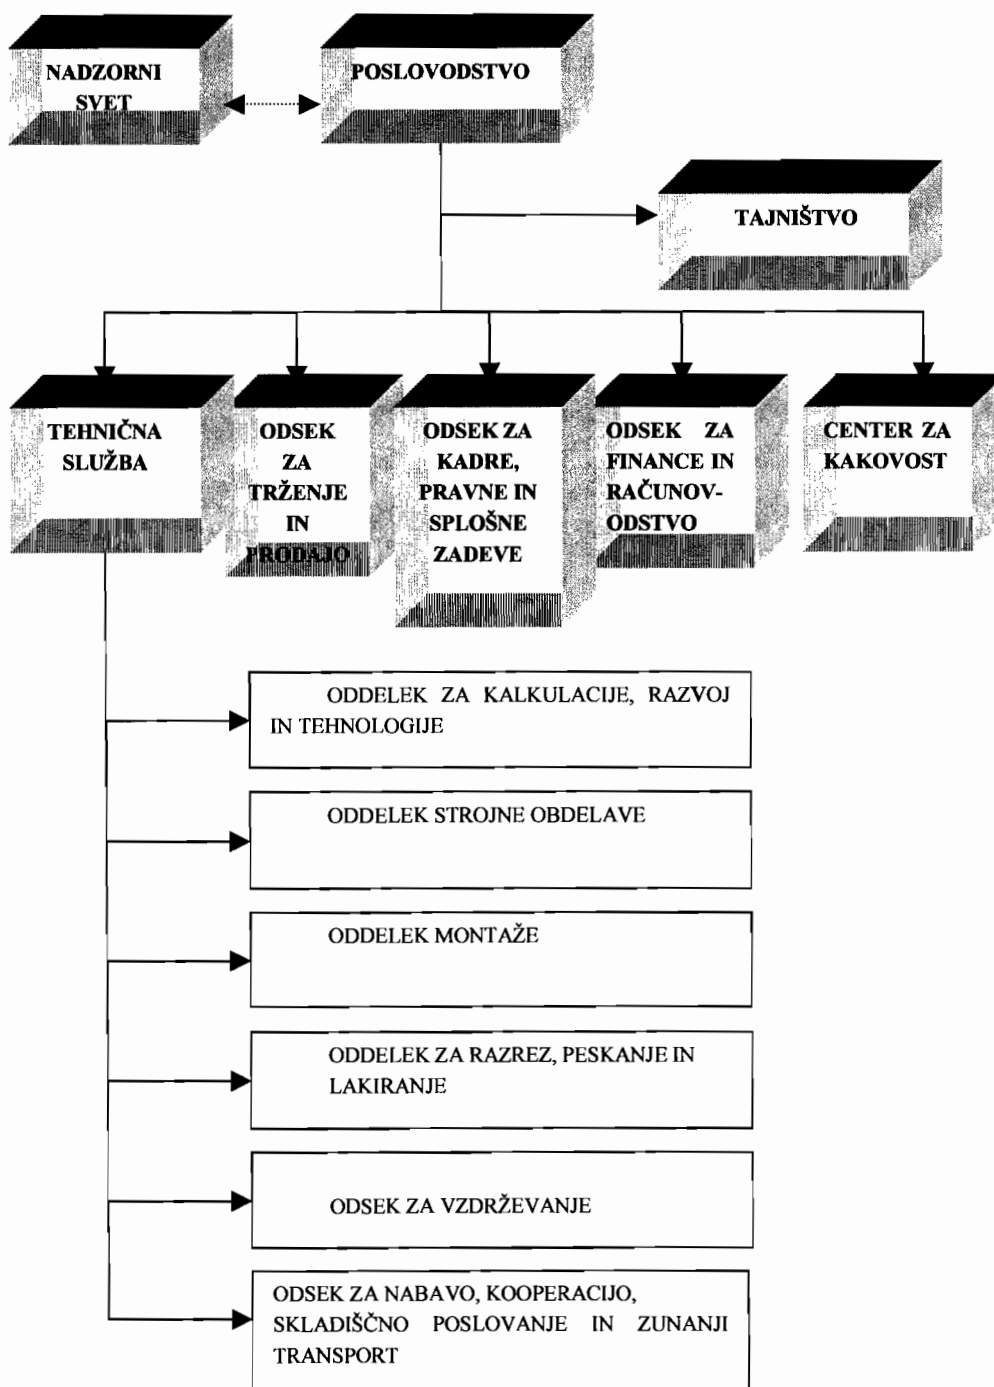 NADZORNI
SVET
POSLOVODSTVO
TAJNIŠTVO
TEHNIČNA
SLUŽBA
ODSEK
ZA
TRŽENJE
IN
PRODAJO
ODSEK ZA
KADRE,
PRAVNE IN
SPLOŠNE
ZADEVE
ODSEK ZA
FINANCE IN
RAČUNOV-
ODSTVO
CENTER ZA
KAKOVOST
ODDELEK ZA KALKULACIJE, RAZVOJ
IN TEHNOLOGIJE
ODDELEK STROJNE OBDELAVE
ODDELEK MONTAŽE
ODDELEK ZA RAZREZ, PESKANJE IN
LAKIRANJE
ODSEK ZA VZDRŽEVANJE
ODSEK ZA NABAVO, KOOPERACIJO,
SKLADIŠČNO POSLOVANJE IN ZUNANJI
TRANSPORT